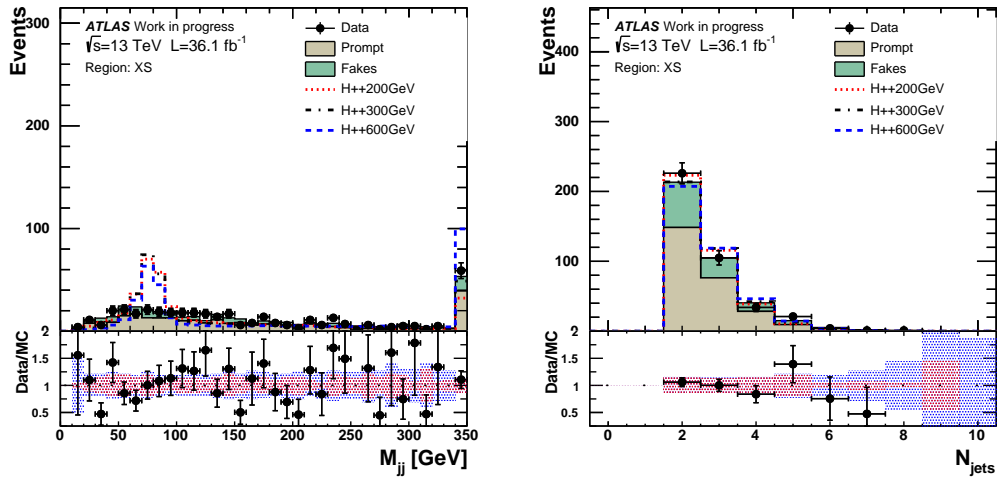 Events
300
200
100
2
ATLAS Work in progress
√s=13 TeV L=36.1 fb-1
Region: XS
Data
Prompt
Fakes
H++200GeV
H++300GeV
H++600GeV
Data/MC
1.5
1
0.5
0 50 100 150 200 250 300 350
Mjj [GeV]
Events
400
300
200
100
2
ATLAS Work in progress
√s=13 TeV L=36.1 fb-1
Region: XS
Data
Prompt
Fakes
H++200GeV
H++300GeV
H++600GeV
Data/MC
1.5
1
0.5
0 2 4 6 8 10
Njets